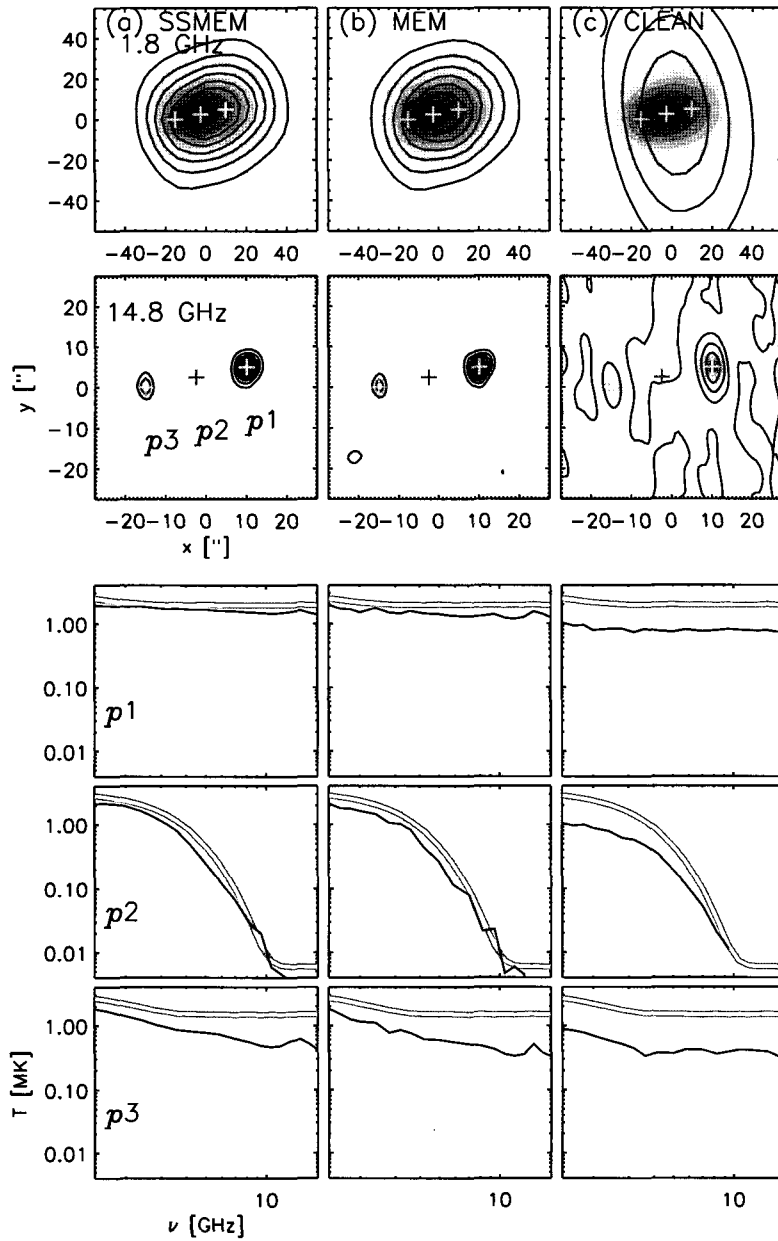 (a) SSMEM
1.8 GHz
(b) MEM
(c) CLEAN
40
20
0
−20
−40
−40−20 0 20 40
−40−20 0 20 40
−40−20 0 20 40
14.8 GHz
y ["]
20
10
0
−10
−20
p3 p2 p1
−20−10 0 10 20
−20−10 0 10 20
−20−10 0 10 20
x ["]
1.00
0.10
0.01
p1
1.00
0.10
0.01
p2
1.00
0.10
0.01
p3
T [MK]
10
10
10
ν [GHz]